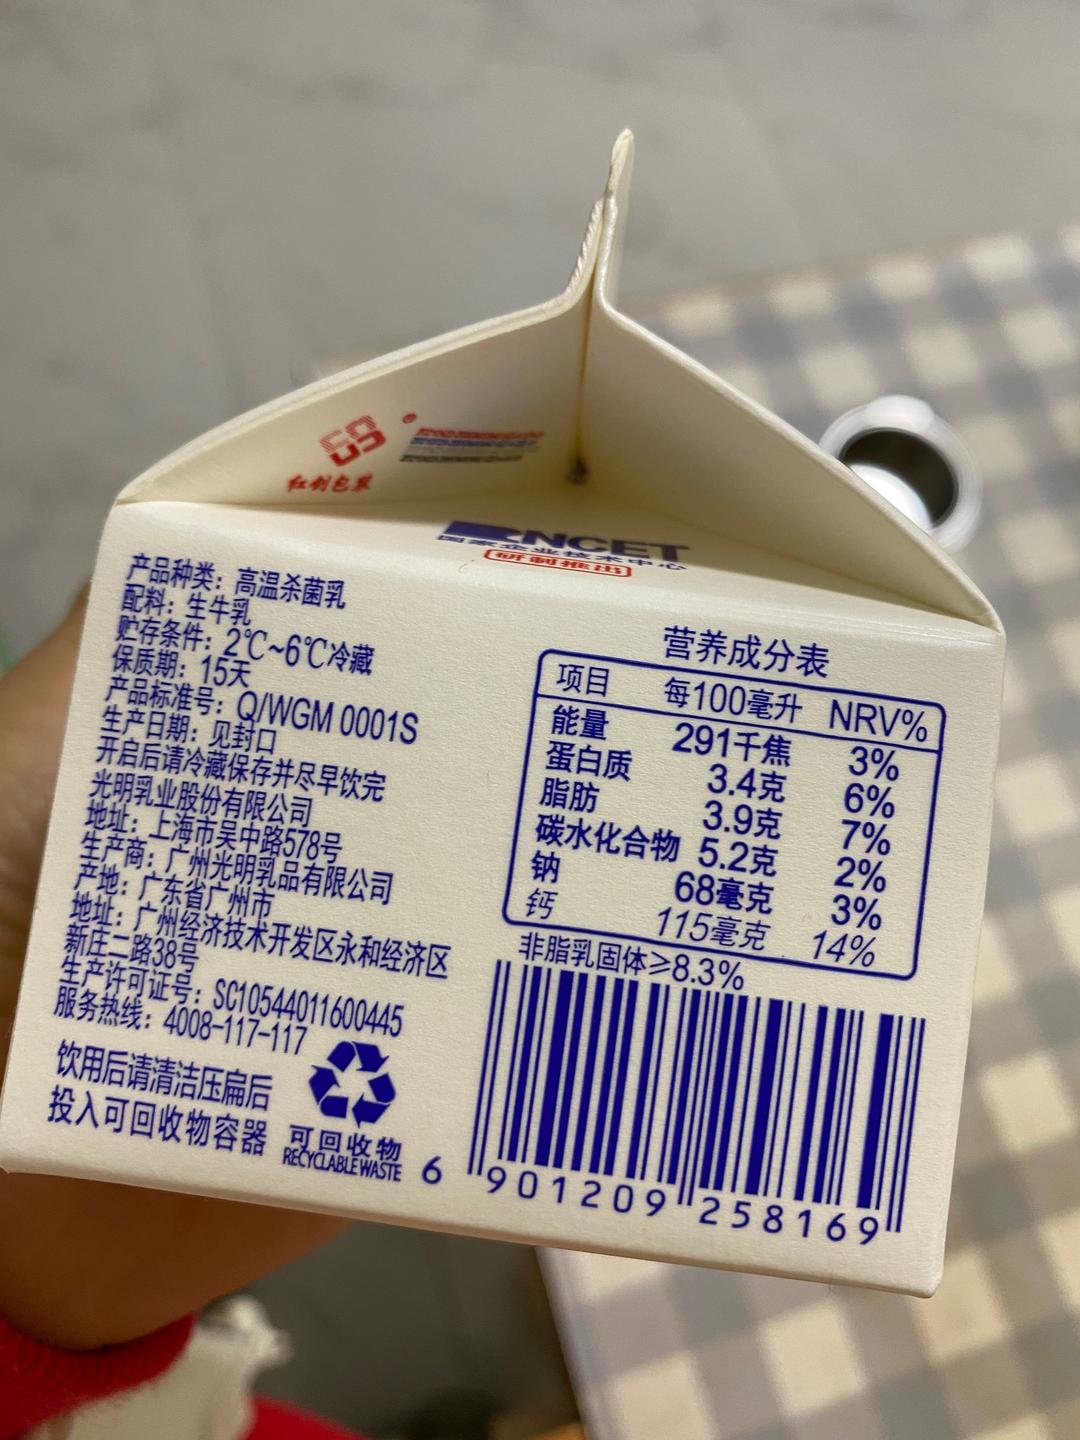 红创包装
NCET
国家企业技术中心
研制推出
产品种类：高温杀菌乳
配料：生牛乳
贮存条件：2℃~6℃冷藏
保质期：15天
产品标准号：Q/WGM 0001S
生产日期：见封口
开启后请冷藏保存并尽早饮完
光明乳业股份有限公司
地址：上海市吴中路578号
生产商：广州光明乳品有限公司
产地：广东省广州市
地址：广州经济技术开发区永和经济区
新庄二路38号
生产许可证号：SC10544011600445
服务热线：4008-117-117
饮用后请清洁压扁后
投入可回收物容器
可回收物
RECYCLABLE WASTE
营养成分表
项目 每100毫升 NRV%
能量 291千焦 3%
蛋白质 3.4克 6%
脂肪 3.9克 7%
碳水化合物 5.2克 2%
钠 68毫克 3%
钙 115毫克 14%
非脂乳固体≥8.3%
6 901209 258169